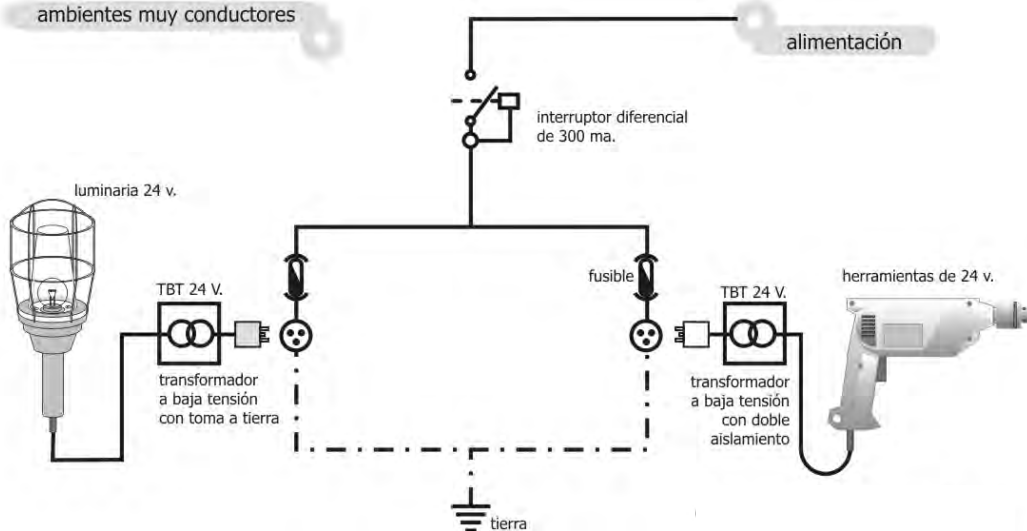 ambientes muy conductores
alimentación
interruptor diferencial
de 300 ma.
luminaria 24 v.
TBT 24 V.
transformador
a baja tensión
con toma a tierra
fusible
TBT 24 V.
herramientas de 24 v.
transformador
a baja tensión
con doble
aislamiento
tierra